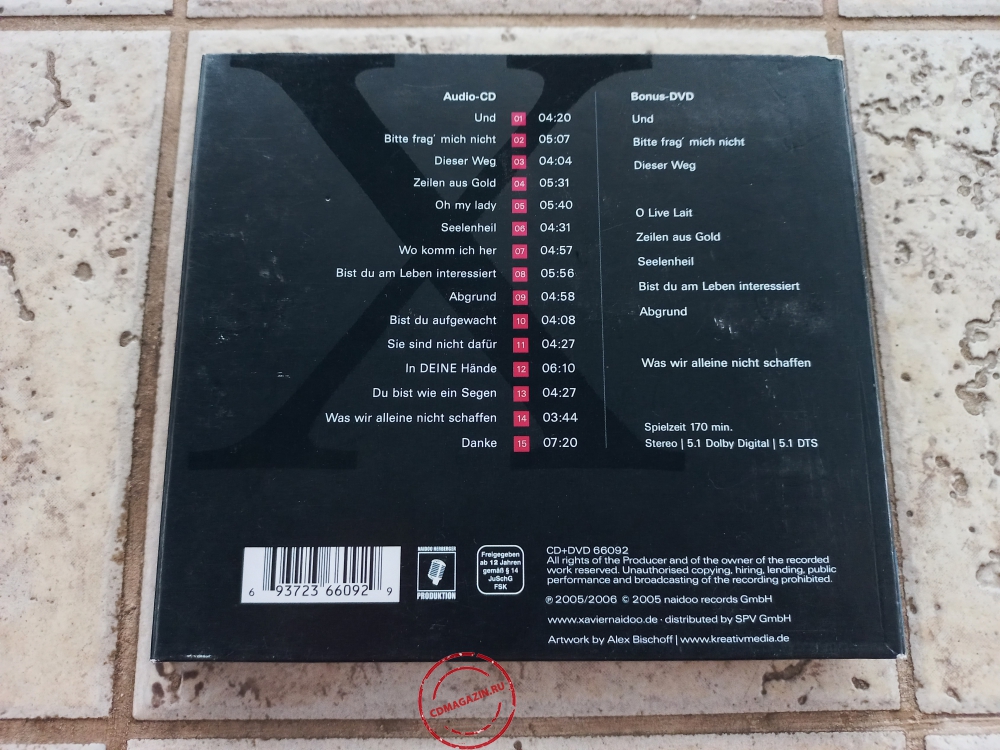 Audio-CD
Und 01 04:20
Bitte frag' mich nicht 02 05:07
Dieser Weg 03 04:04
Zeilen aus Gold 04 05:31
Oh my lady 05 05:40
Seelenheil 06 04:31
Wo komm ich her 07 04:57
Bist du am Leben interessiert 08 05:56
Abgrund 09 04:58
Bist du aufgewacht 10 04:08
Sie sind nicht dafür 11 04:27
In DEINE Hände 12 06:10
Du bist wie ein Segen 13 04:27
Was wir alleine nicht schaffen 14 03:44
Danke 15 07:20
Bonus-DVD
Und
Bitte frag' mich nicht
Dieser Weg
O Live Lait
Zeilen aus Gold
Seelenheil
Bist du am Leben interessiert
Abgrund
Was wir alleine nicht schaffen
Spielzeit 170 min.
Stereo | 5.1 Dolby Digital | 5.1 DTS
6 93723 66092 9
NAIDOO HERBERGER
PRODUKTION
Freigegeben
ab 12 Jahren
gemäß § 14
JuSchG
FSK
CD+DVD 66092
All rights of the Producer and of the owner of the recorded
work reserved. Unauthorised copying, hiring, lending, public
performance and broadcasting of the recording prohibited.
℗ 2005/2006 © 2005 naidoo records GmbH
www.xaviernaidoo.de · distributed by SPV GmbH
Artwork by Alex Bischoff | www.kreativmedia.de
CDMAGAZIN.RU